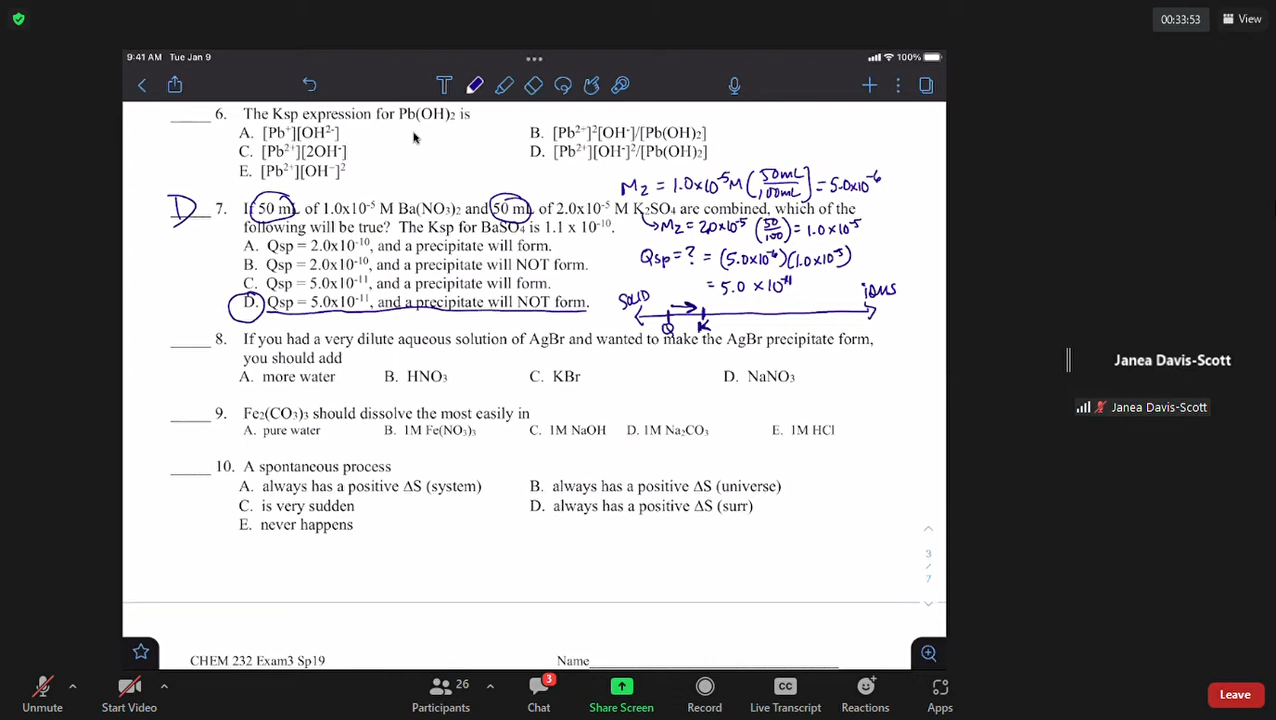 00:33:53 View
9:41 AM Tue Jan 9 100%
6. The Ksp expression for Pb(OH)₂ is
A. [Pb⁺][OH²⁻] B. [Pb²⁺]²[OH⁻]/[Pb(OH)₂]
C. [Pb²⁺][2OH⁻] D. [Pb²⁺][OH⁻]²/[Pb(OH)₂]
E. [Pb²⁺][OH⁻]²
M₂ = 1.0x10⁻⁵M (50mL/100mL) = 5.0x10⁻⁶
D 7. If 50 mL of 1.0x10⁻⁵ M Ba(NO₃)₂ and 50 mL of 2.0x10⁻⁵ M K₂SO₄ are combined, which of the
following will be true? The Ksp for BaSO₄ is 1.1 x 10⁻¹⁰.
M₂ = 2.0x10⁻⁵ (50/100) = 1.0x10⁻⁵
A. Qsp = 2.0x10⁻¹⁰, and a precipitate will form.
Qsp = ? = (5.0x10⁻⁶)(1.0x10⁻⁵)
B. Qsp = 2.0x10⁻¹⁰, and a precipitate will NOT form.
C. Qsp = 5.0x10⁻¹¹, and a precipitate will form.
= 5.0 x10⁻¹¹
D. Qsp = 5.0x10⁻¹¹, and a precipitate will NOT form.
SOLID ions
Q K
8. If you had a very dilute aqueous solution of AgBr and wanted to make the AgBr precipitate form,
you should add
A. more water B. HNO₃ C. KBr D. NaNO₃
9. Fe₂(CO₃)₃ should dissolve the most easily in
A. pure water B. 1M Fe(NO₃)₃ C. 1M NaOH D. 1M Na₂CO₃ E. 1M HCl
10. A spontaneous process
A. always has a positive ΔS (system) B. always has a positive ΔS (universe)
C. is very sudden D. always has a positive ΔS (surr)
E. never happens
3
/
7
CHEM 232 Exam3 Sp19 Name
Janea Davis-Scott
Janea Davis-Scott
Unmute Start Video Participants 26 Chat 3 Share Screen Record CC Live Transcript Reactions Apps Leave